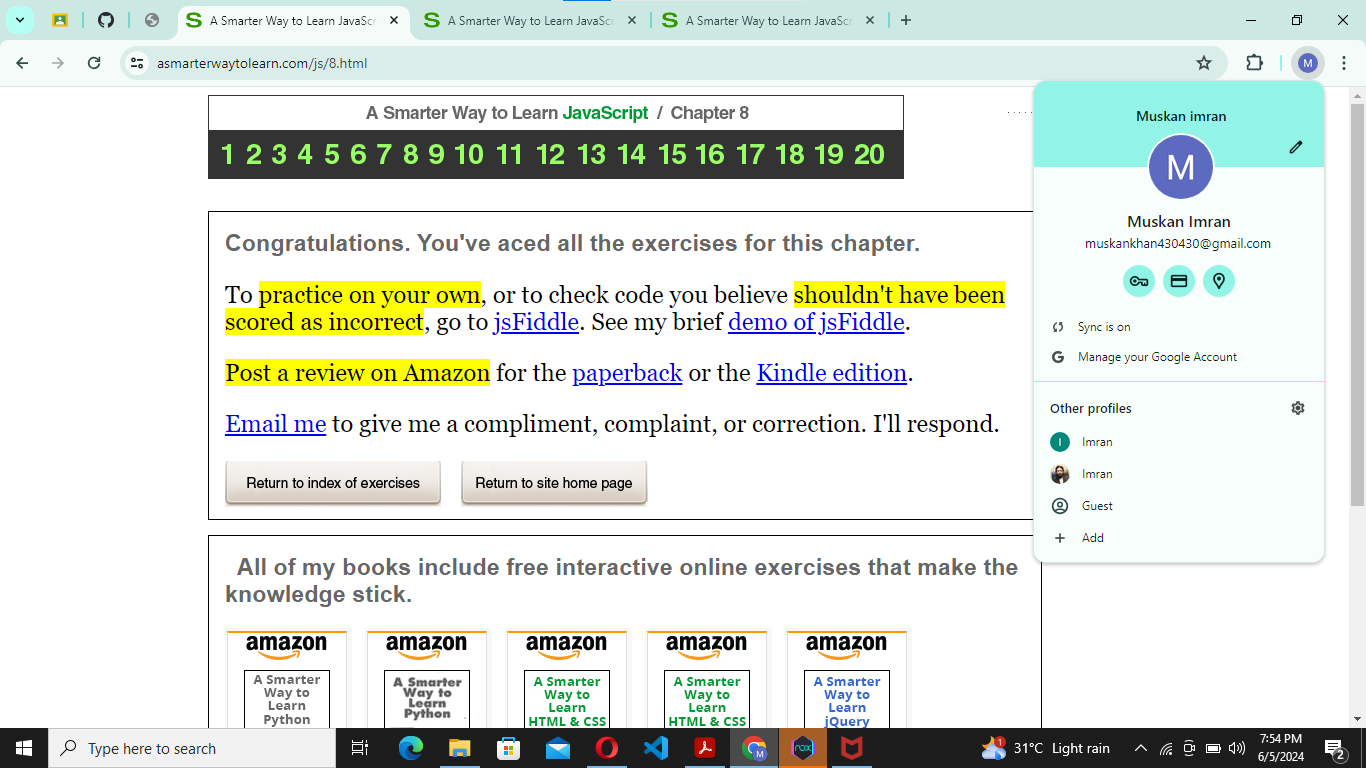 A Smarter Way to Learn JavaScr
A Smarter Way to Learn JavaScr
A Smarter Way to Learn JavaScr
asmarterwaytolearn.com/js/8.html
M
A Smarter Way to Learn JavaScript / Chapter 8
1 2 3 4 5 6 7 8 9 10 11 12 13 14 15 16 17 18 19 20
Congratulations. You've aced all the exercises for this chapter.
To practice on your own, or to check code you believe shouldn't have been
scored as incorrect, go to jsFiddle. See my brief demo of jsFiddle.
Post a review on Amazon for the paperback or the Kindle edition.
Email me to give me a compliment, complaint, or correction. I'll respond.
Return to index of exercises
Return to site home page
All of my books include free interactive online exercises that make the
knowledge stick.
amazon
A Smarter
Way to
Learn
Python
amazon
A Smarter
Way to
Learn
Python
amazon
A Smarter
Way to
Learn
HTML & CSS
amazon
A Smarter
Way to
Learn
HTML & CSS
amazon
A Smarter
Way to
Learn
jQuery
Muskan imran
M
Muskan Imran
muskankhan430430@gmail.com
Sync is on
G Manage your Google Account
Other profiles
I Imran
Imran
Guest
Add
Type here to search
M
nox
1
31°C Light rain
7:54 PM
6/5/2024
2